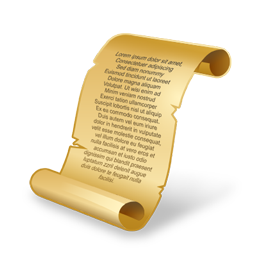 Lorem ipsum dolor sit amet,
Consectetuer adipiscing
Sed diam nonummy
Euismod tincidunt ut laoreet
Dolore magna aliquam
Volutpat. Ut wisi enim ad
Minim veniam nostrud
Exerci tation ullamcorper
Suscipit lobortis nisl ut aliquip
Ex ea commodo consequat.
Duis autem vel eum iriure
dolor in hendrerit in vulputate
velit esse molestie consequat,
vel illum dolore eu feugiat
nulla facilisis at vero eros et
accumsan et iusto odio
dignissim qui blandit praesent
luptatum zzril delenit augue
duis dolore te feugait nulla
facilisi.